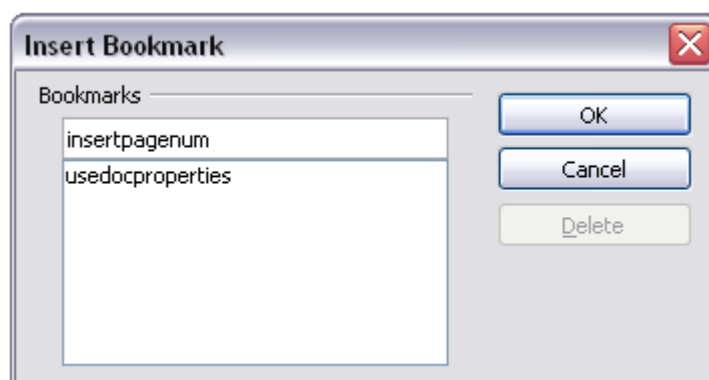 Insert Bookmark
Bookmarks
insertpagenum
usedocproperties
OK
Cancel
Delete